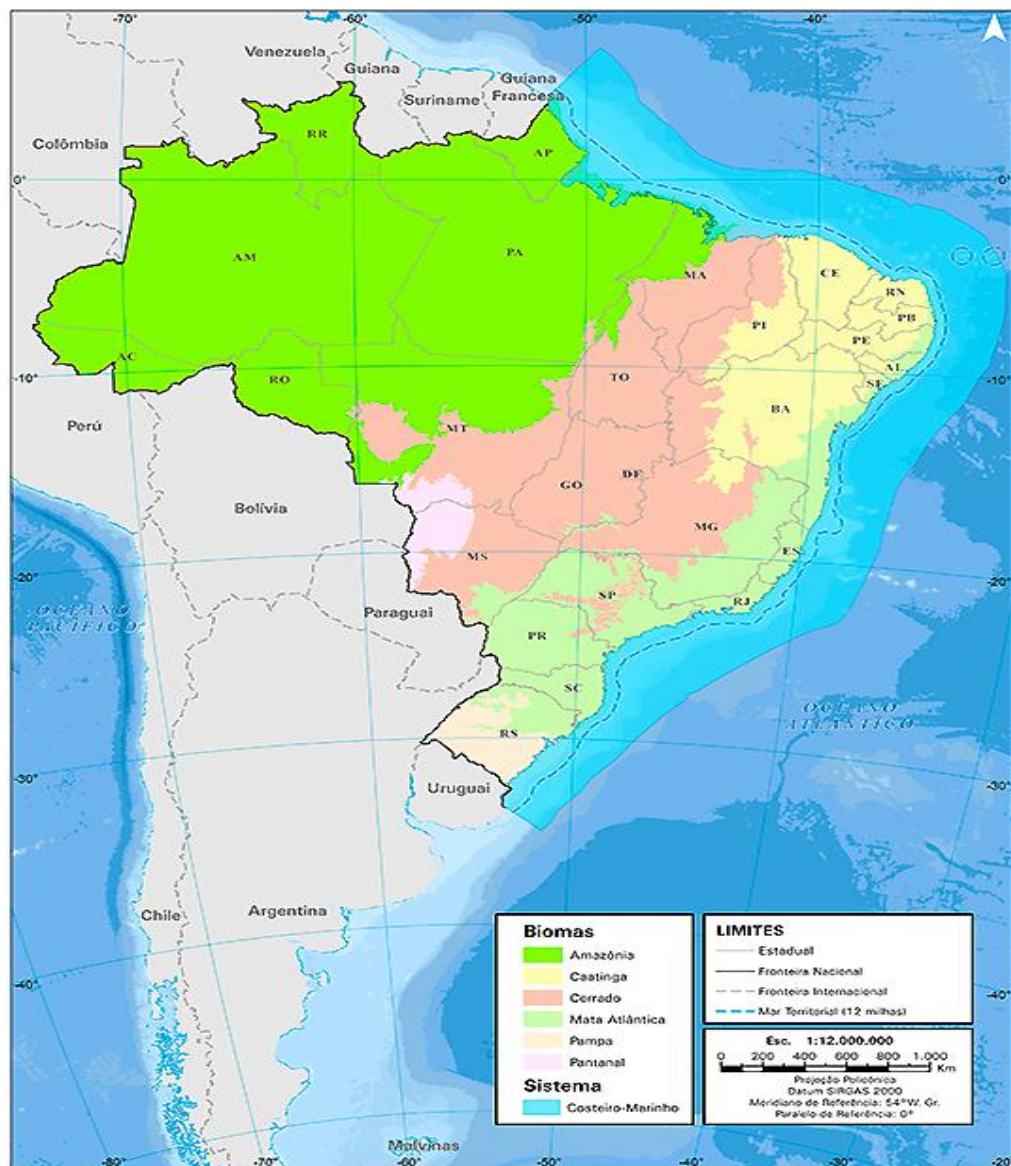 -70°
-60°
-50°
-40°
Venezuela
Guiana
Guiana
Francesa
Suriname
Colômbia
RR
AP
0°
0°
AM
PA
MA
CE
RN
PB
PI
PE
AL
SE
AC
-10°
-10°
RO
TO
BA
Perú
MT
DF
GO
Bolívia
MG
ES
MS
-20°
-20°
SP
RJ
OCEANO
PACÍFICO
Paraguai
PR
SC
OCEANO
ATLÂNTICO
RS
-30°
-30°
Uruguai
Chile
Argentina
Biomas
Amazônia
Caatinga
Cerrado
Mata Atlântica
Pampa
Pantanal
Sistema
Costeiro-Marinho
LIMITES
Estadual
Fronteira Nacional
Fronteira Internacional
Mar Territorial (12 milhas)
Esc. 1:12.000.000
0 200 400 600 800 1.000
Km
Projeção Policônica
Datum SIRGAS 2000
Meridiano de Referência: 54°W. Gr.
Paralelo de Referência: 0°
-40°
-40°
Malvinas
-80°
-70°
-60°
-50°
-40°
-30°
-20°